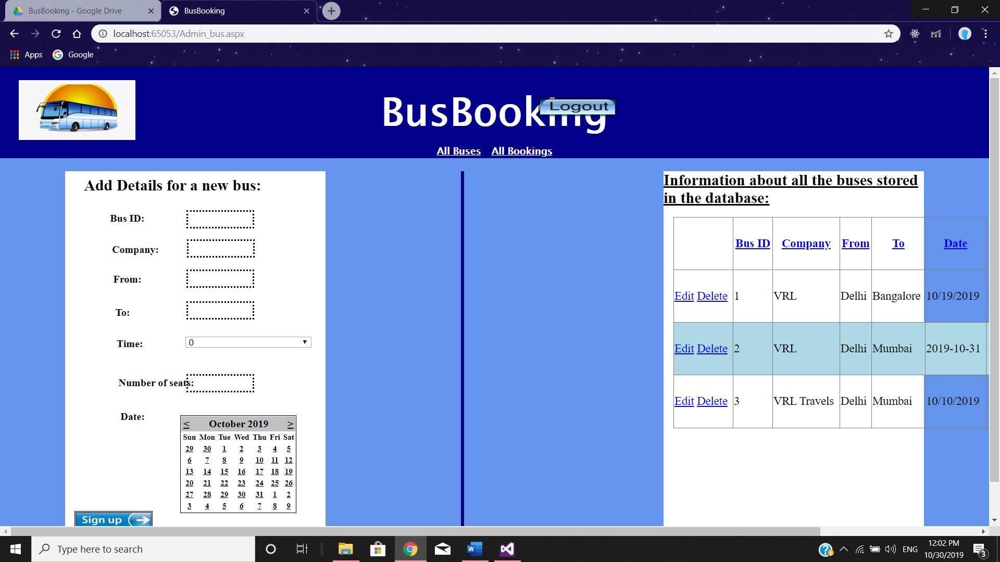 BusBooking - Google Drive
BusBooking
localhost:65053/Admin_bus.aspx
Apps
Google
BusBooking
Logout
All Buses
All Bookings
Add Details for a new bus:
Bus ID:
Company:
From:
To:
Time:
0
Number of seats:
Date:
< October 2019 >
Sun Mon Tue Wed Thu Fri Sat
29 30 1 2 3 4 5
6 7 8 9 10 11 12
13 14 15 16 17 18 19
20 21 22 23 24 25 26
27 28 29 30 31 1 2
3 4 5 6 7 8 9
Sign up
Information about all the buses stored
in the database:
Bus ID Company From To Date
Edit Delete 1 VRL Delhi Bangalore 10/19/2019
Edit Delete 2 VRL Delhi Mumbai 2019-10-31
Edit Delete 3 VRL Travels Delhi Mumbai 10/10/2019
Type here to search
ENG
12:02 PM
10/30/2019
3